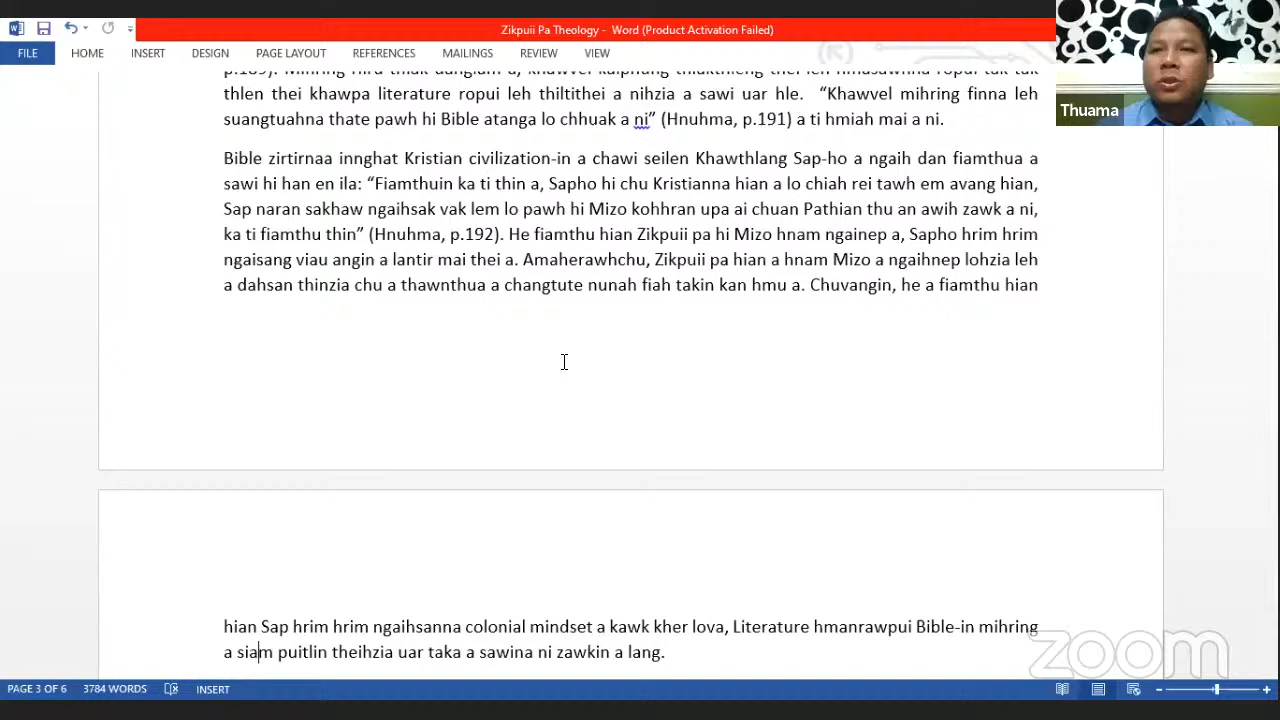 Zikpuii Pa Theology - Word (Product Activation Failed)
FILE HOME INSERT DESIGN PAGE LAYOUT REFERENCES MAILINGS REVIEW VIEW
Thuama
thlen thei khawpa literature ropui leh thiltithei a nihzia a sawi uar hle. “Khawvel mihring finna leh
suangtuahna thate pawh hi Bible atanga lo chhuak a ni” (Hnuhma, p.191) a ti hmiah mai a ni.
Bible zirtirnaa innghat Kristian civilization-in a chawi seilen Khawthlang Sap-ho a ngaih dan fiamthua a
sawi hi han en ila: “Fiamthuin ka ti thin a, Sapho hi chu Kristianna hian a lo chiah rei tawh em avang hian,
Sap naran sakhaw ngaihsak vak lem lo pawh hi Mizo kohhran upa ai chuan Pathian thu an awih zawk a ni,
ka ti fiamthu thin” (Hnuhma, p.192). He fiamthu hian Zikpuii pa hi Mizo hnam ngainep a, Sapho hrim hrim
ngaisang viau angin a lantir mai thei a. Amaherawhchu, Zikpuii pa hian a hnam Mizo a ngaihnep lohzia leh
a dahsan thinzia chu a thawnthua a changtute nunah fiah takin kan hmu a. Chuvangin, he a fiamthu hian
hian Sap hrim hrim ngaihsanna colonial mindset a kawk kher lova, Literature hmanrawpui Bible-in mihring
a siam puitlin theihzia uar taka a sawina ni zawkin a lang.
zoom
PAGE 3 OF 6 3784 WORDS INSERT